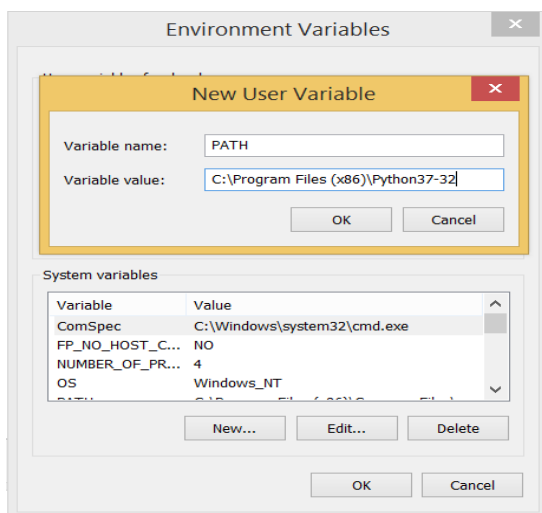 Environment Variables
New User Variable
Variable name: PATH
Variable value: C:\Program Files (x86)\Python37-32
OK Cancel
System variables
Variable Value
ComSpec C:\Windows\system32\cmd.exe
FP_NO_HOST_C... NO
NUMBER_OF_PR... 4
OS Windows_NT
New... Edit... Delete
OK Cancel